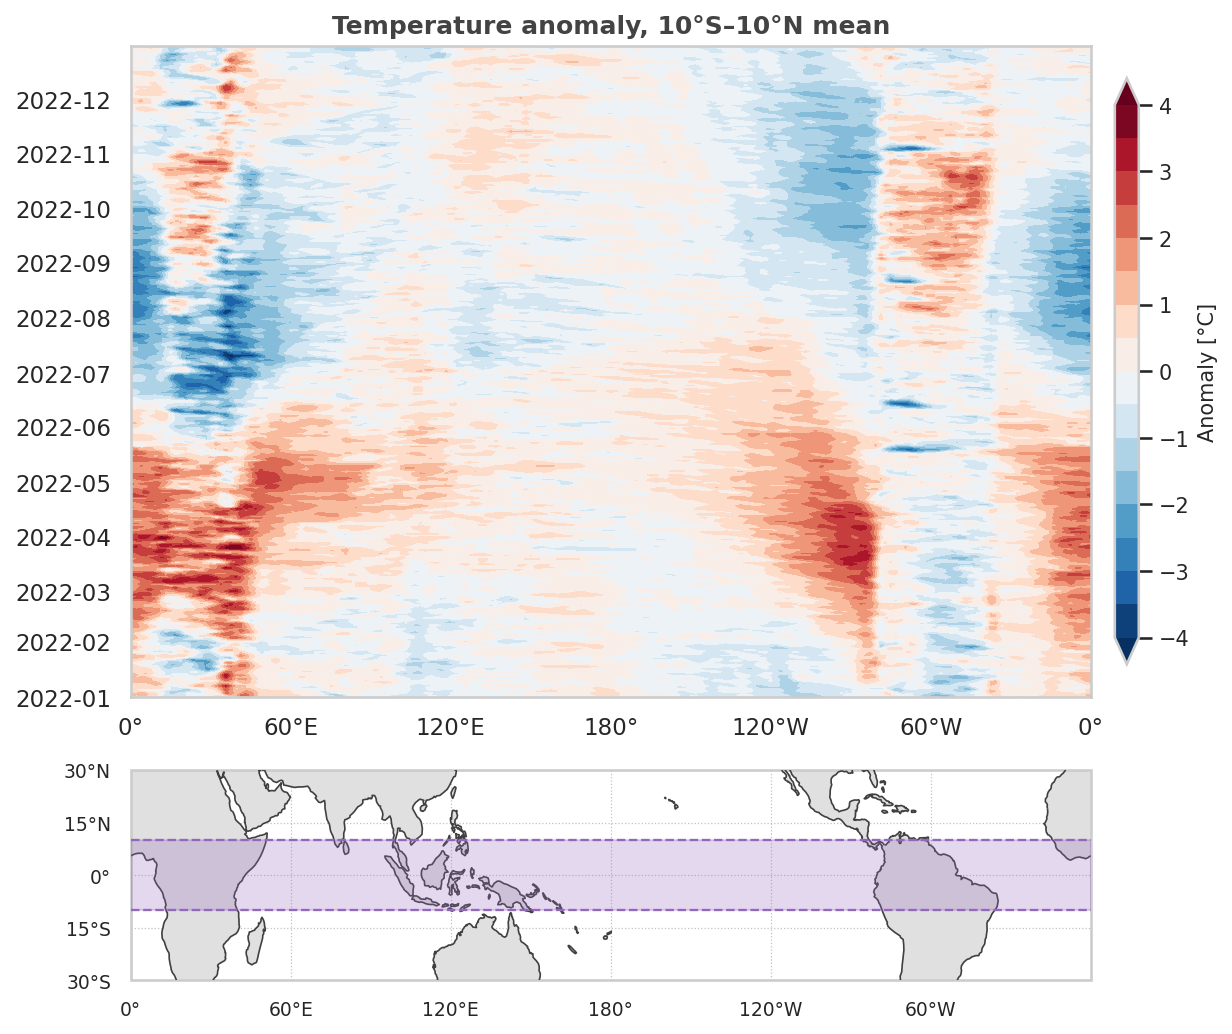 Temperature anomaly, 10°S–10°N mean
2022-12
2022-11
2022-10
2022-09
2022-08
2022-07
2022-06
2022-05
2022-04
2022-03
2022-02
2022-01
0° 60°E 120°E 180° 120°W 60°W 0°
4
3
2
1
0
−1
−2
−3
−4
Anomaly [°C]
30°N
15°N
0°
15°S
30°S
0° 60°E 120°E 180° 120°W 60°W